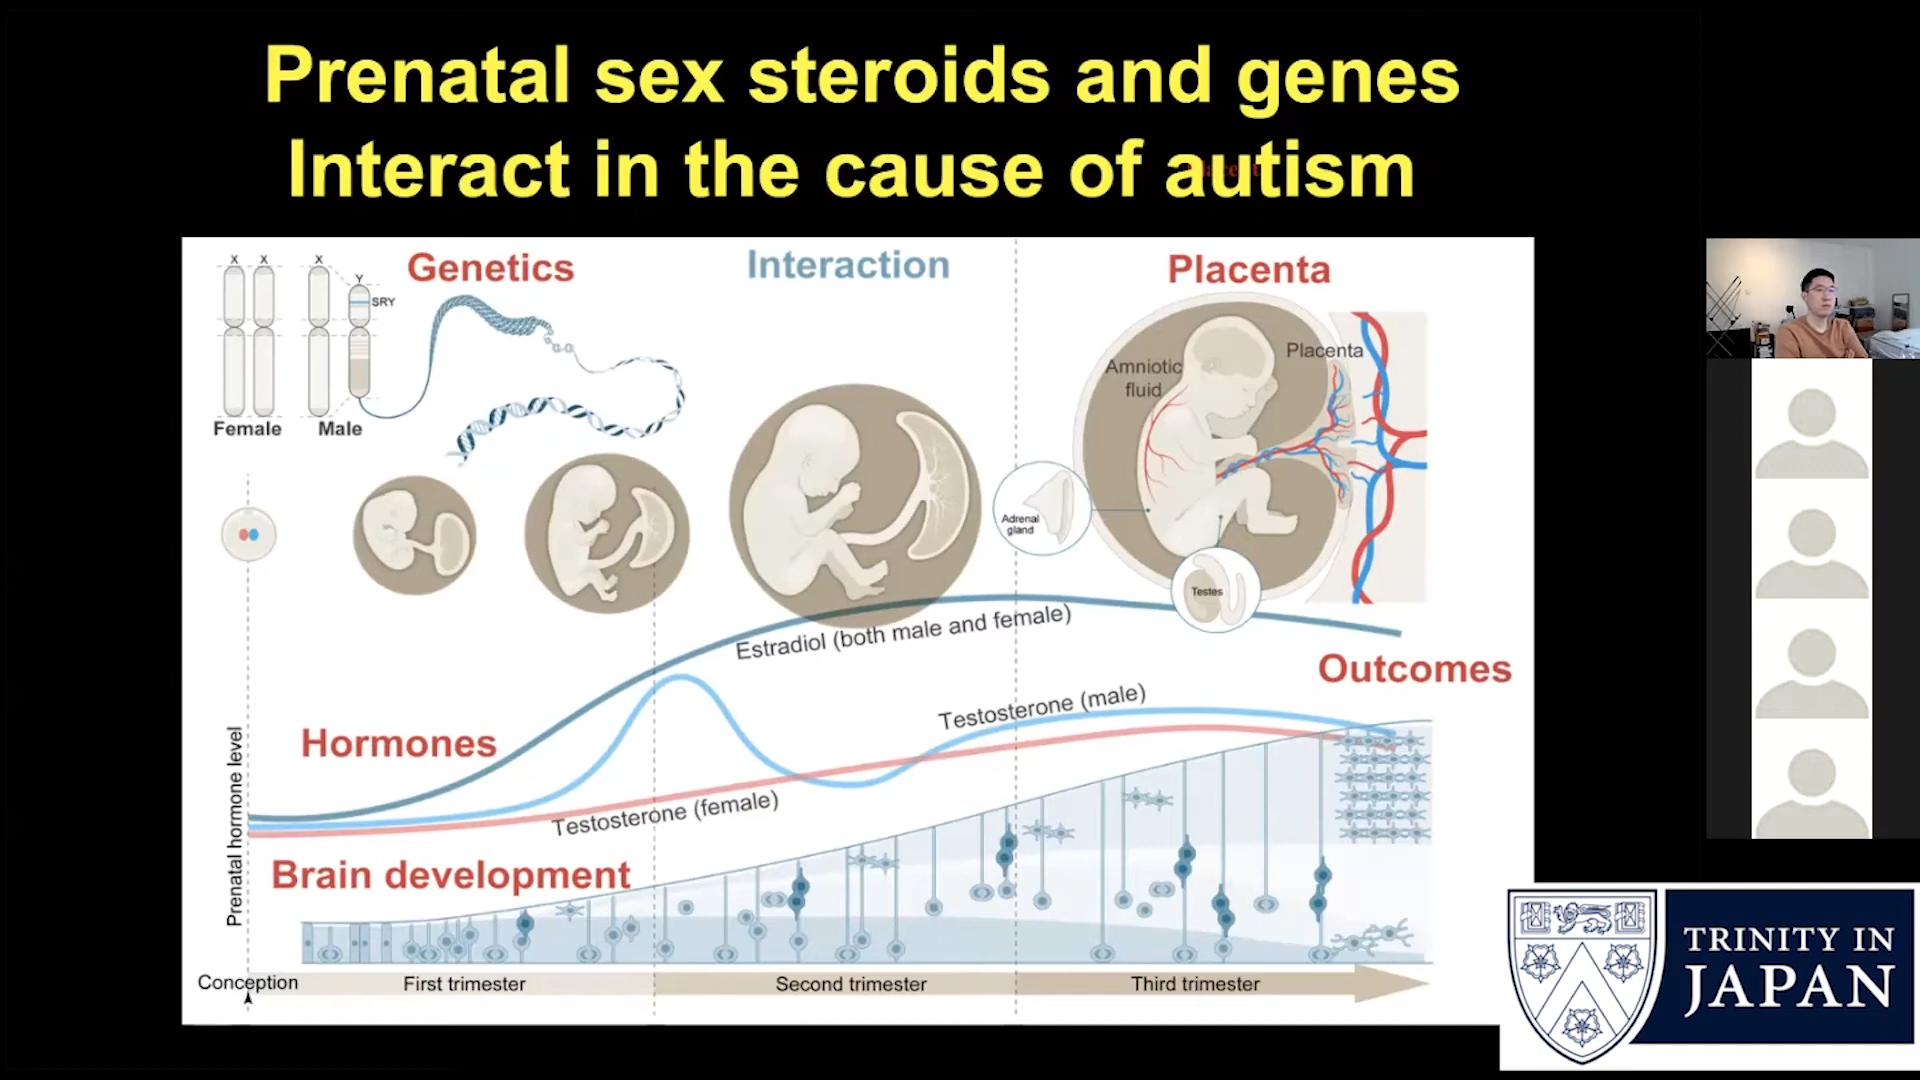 Prenatal sex steroids and genes
Interact in the cause of autism
Genetics
Interaction
Placenta
X X
X
Y
SRY
Female
Male
Amniotic
fluid
Placenta
Adrenal
gland
Testes
Estradiol (both male and female)
Outcomes
Testosterone (male)
Hormones
Testosterone (female)
Prenatal hormone level
Brain development
Conception
First trimester
Second trimester
Third trimester
TRINITY IN
JAPAN